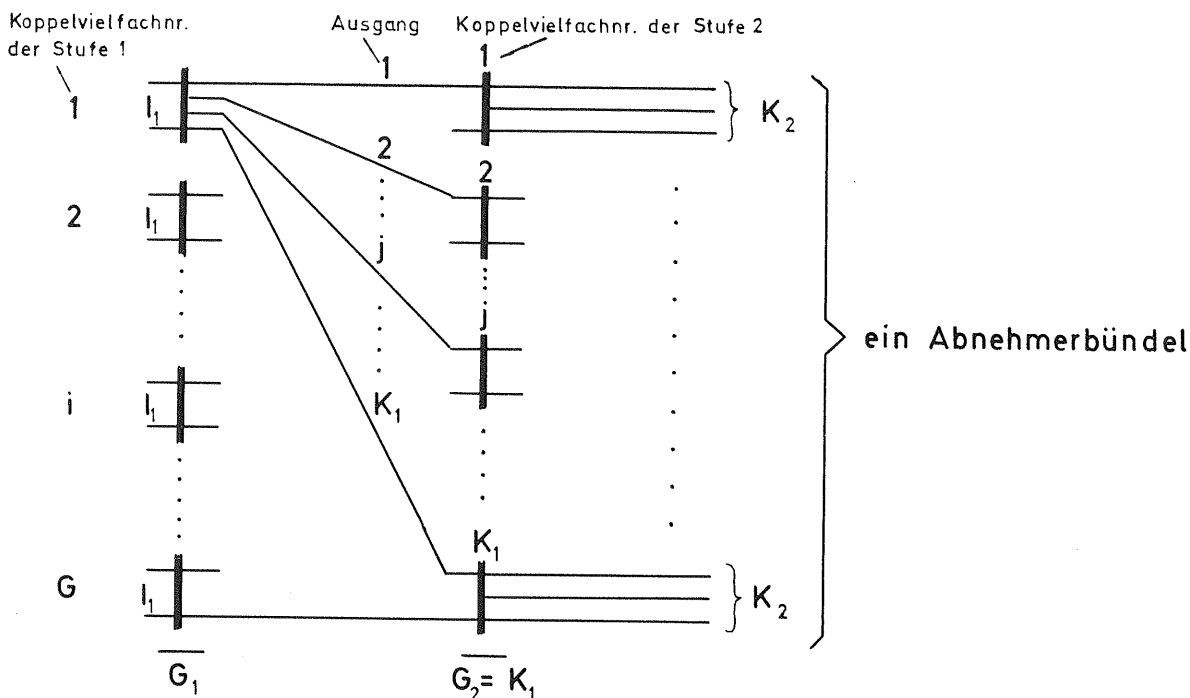 Koppelvielfachnr.
der Stufe 1
Ausgang
Koppelvielfachnr. der Stufe 2
1
1
1
I₁
K₂
2
2
2
I₁
j
j
ein Abnehmerbündel
i
I₁
K₁
K₁
G
I₁
K₂
G₁
G₂= K₁